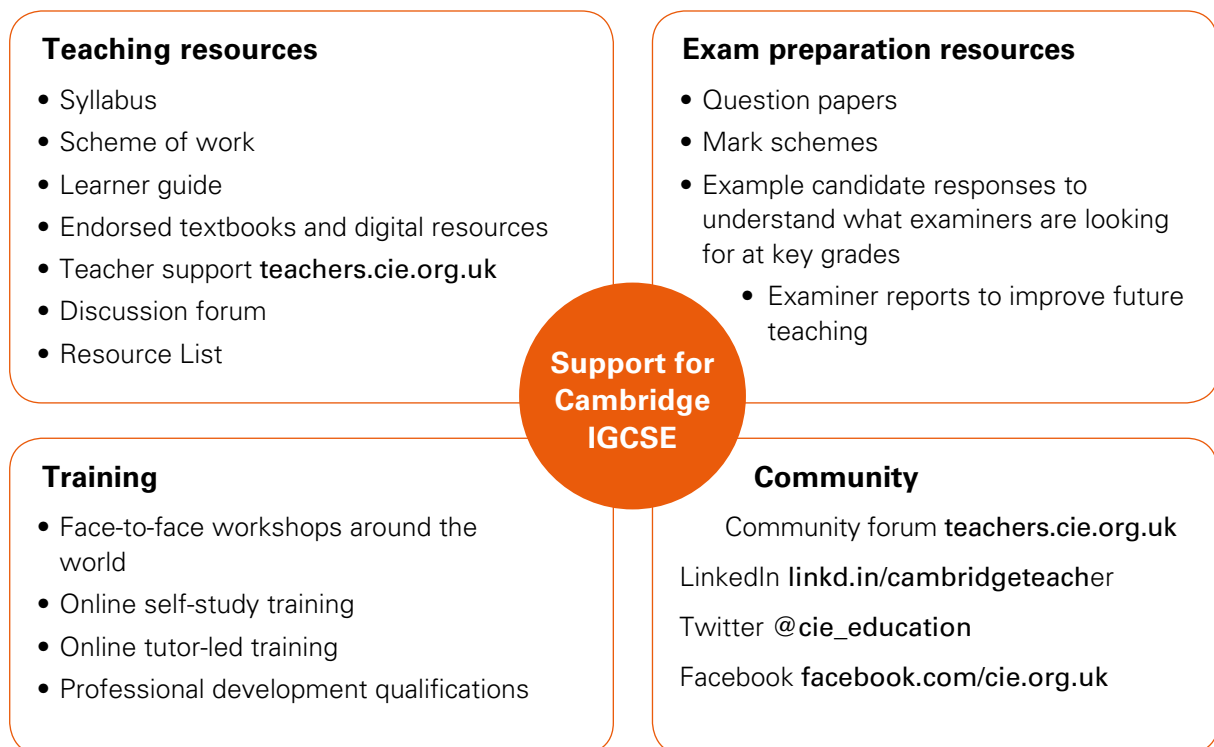 Teaching resources
• Syllabus
• Scheme of work
• Learner guide
• Endorsed textbooks and digital resources
• Teacher support teachers.cie.org.uk
• Discussion forum
• Resource List
Exam preparation resources
• Question papers
• Mark schemes
• Example candidate responses to
understand what examiners are looking
for at key grades
• Examiner reports to improve future
teaching
Support for
Cambridge
IGCSE
Training
• Face-to-face workshops around the
world
• Online self-study training
• Online tutor-led training
• Professional development qualifications
Community
Community forum teachers.cie.org.uk
LinkedIn linkd.in/cambridgeteacher
Twitter @cie_education
Facebook facebook.com/cie.org.uk